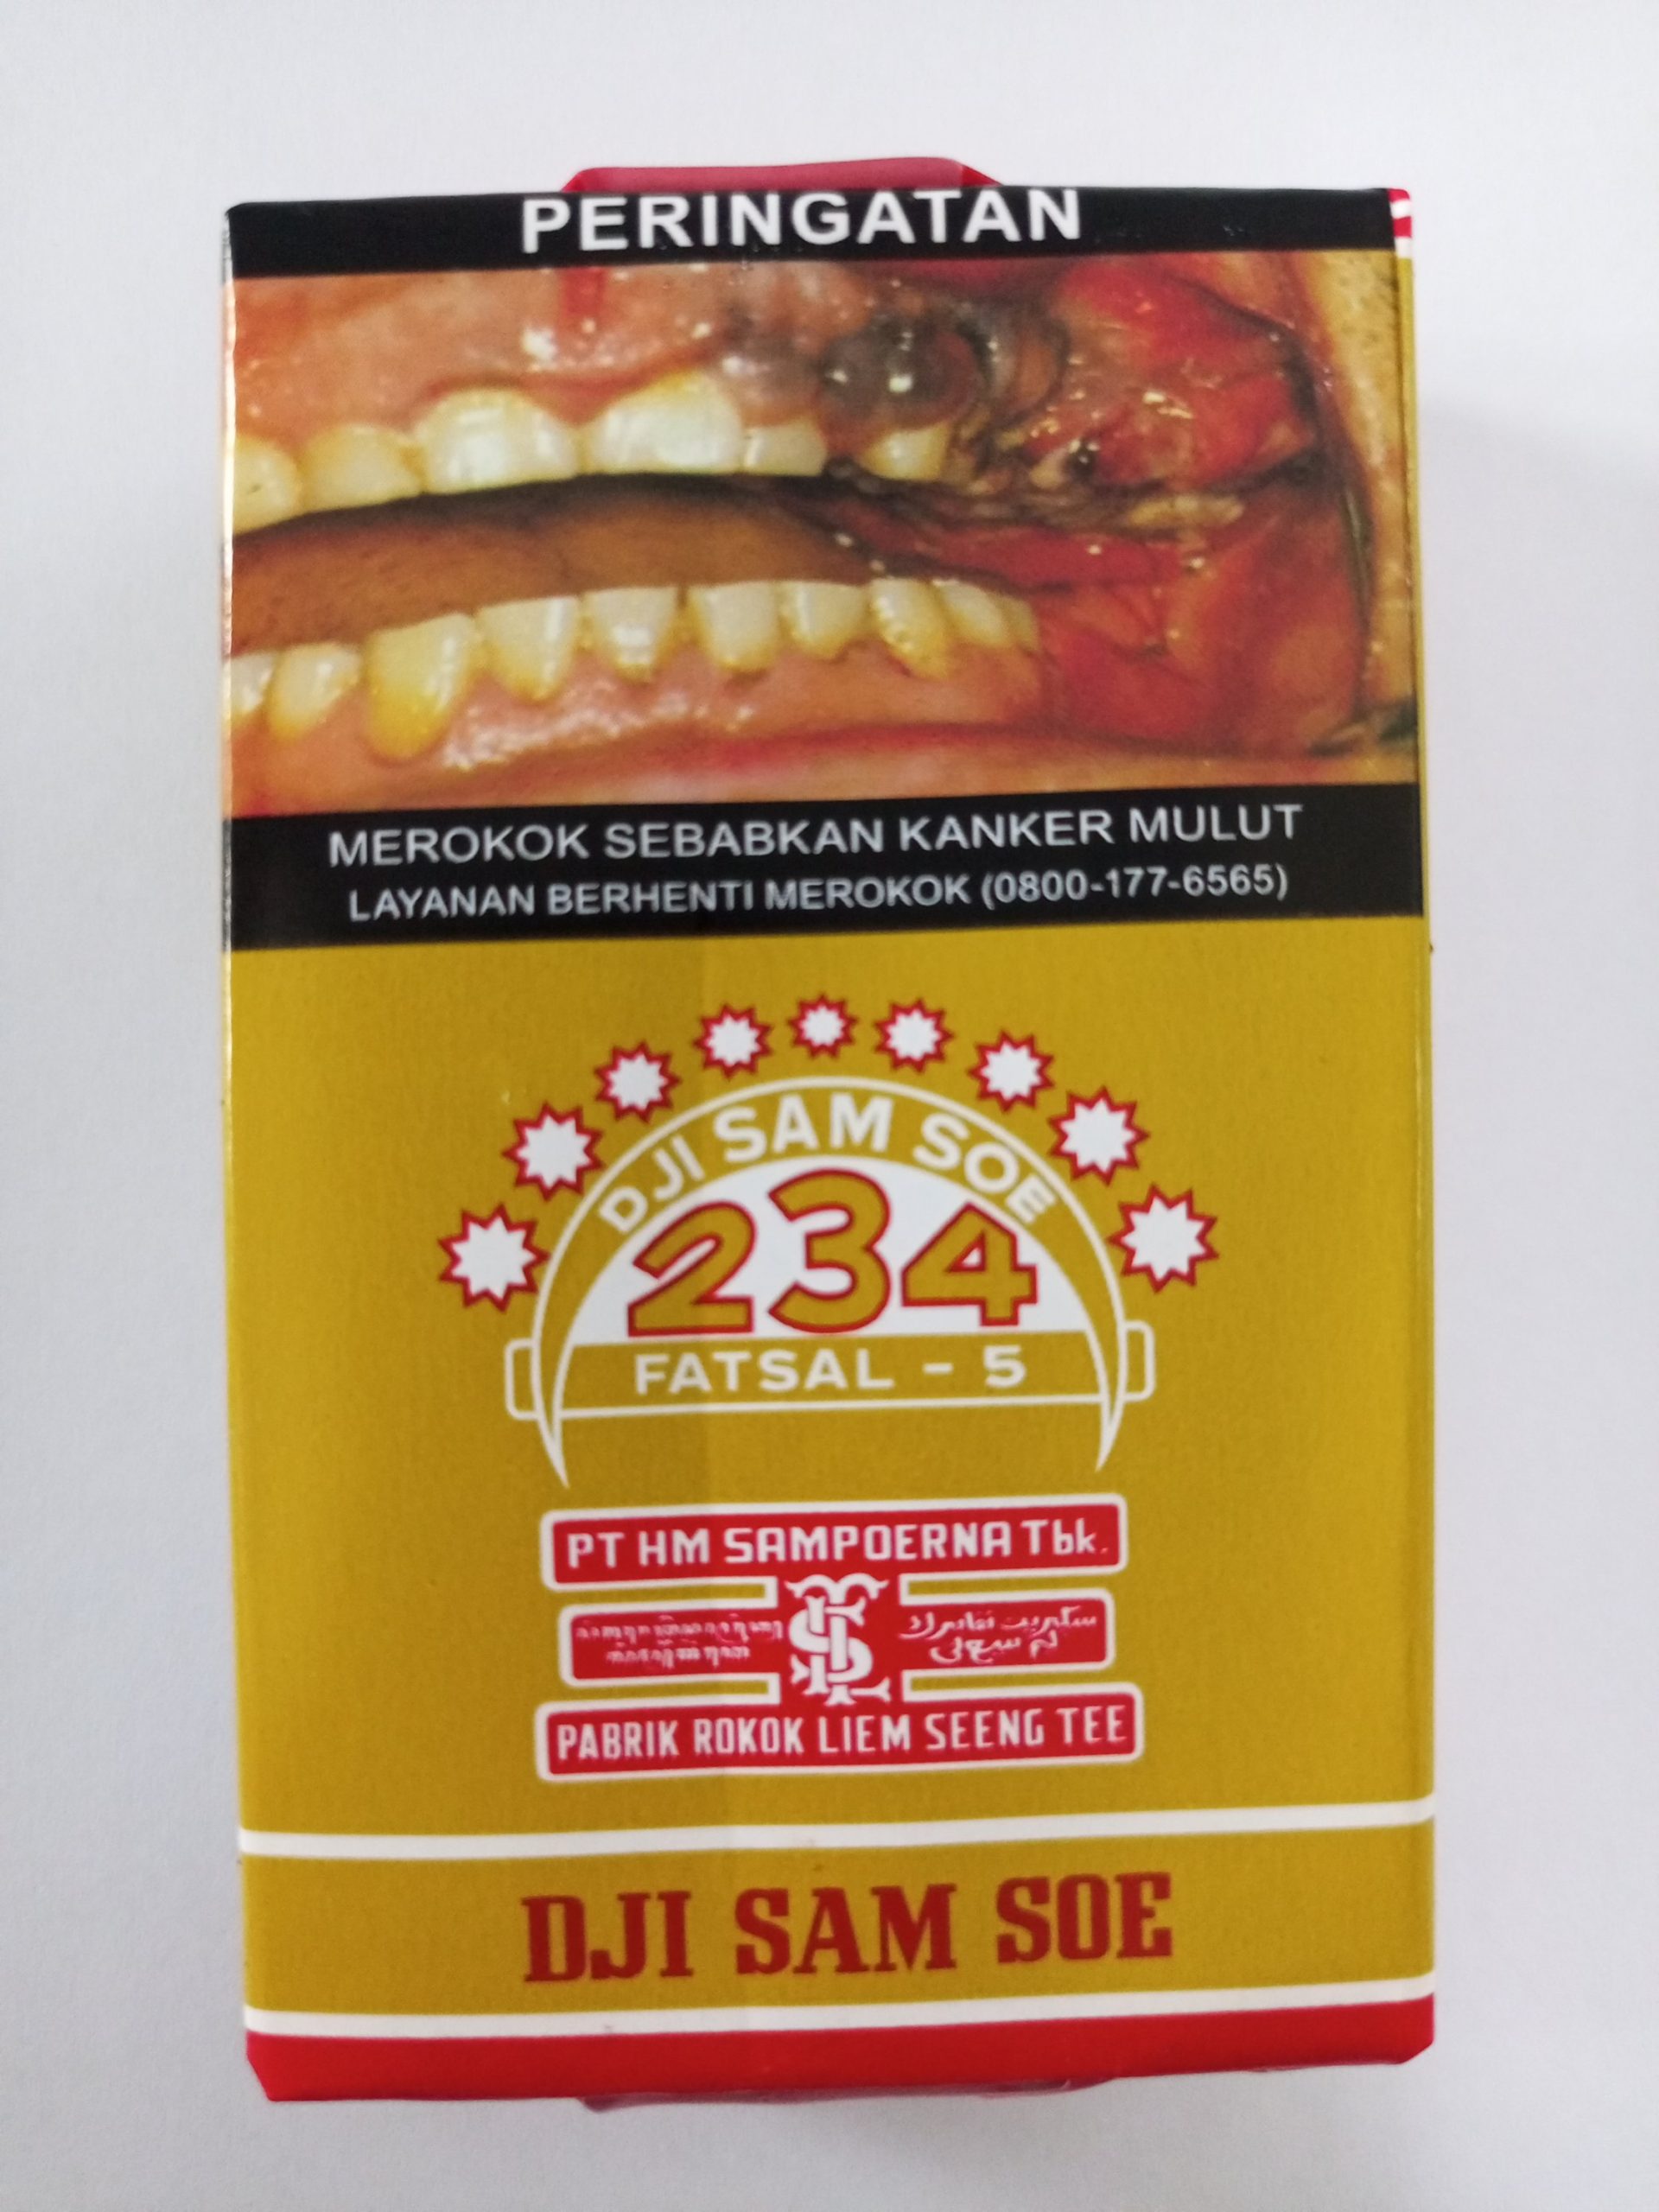 PERINGATAN
MEROKOK SEBABKAN KANKER MULUT
LAYANAN BERHENTI MEROKOK (0800-177-6565)
DJI SAM SOE
234
FATSAL - 5
PT HM SAMPOERNA Tbk.
PABRIK ROKOK LIEM SEENG TEE
DJI SAM SOE